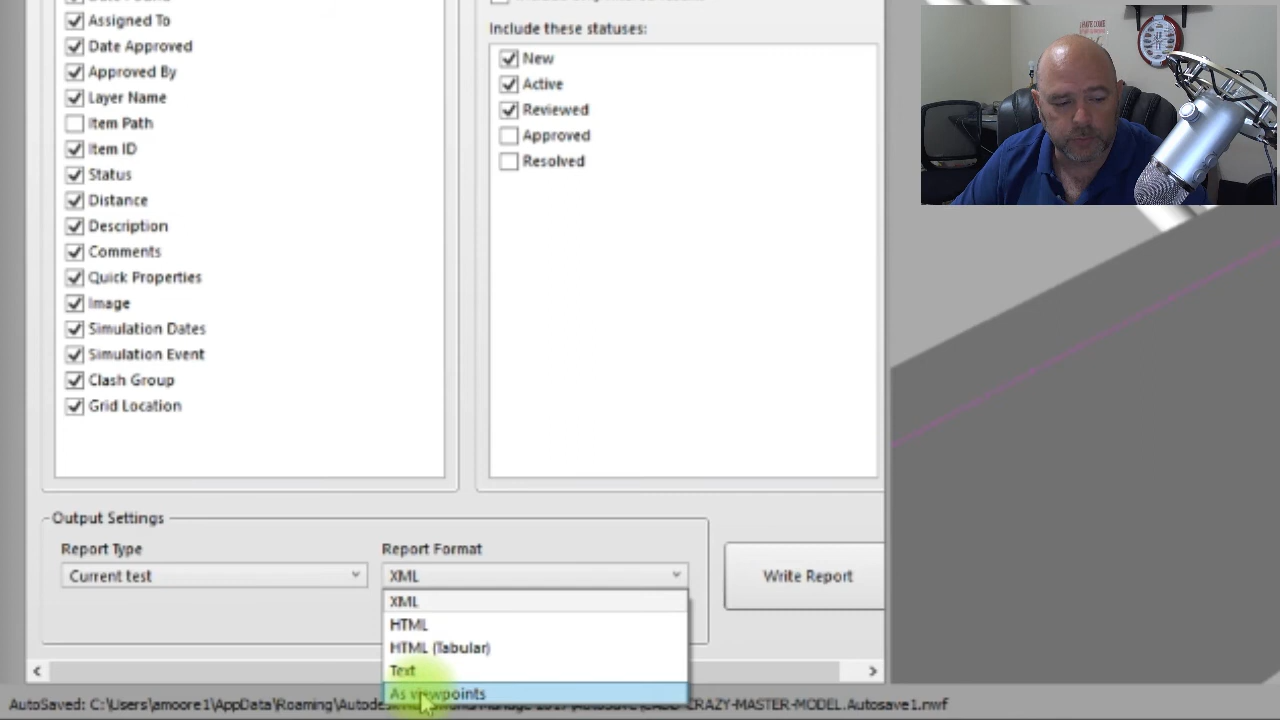 Assigned To
Date Approved
Approved By
Layer Name
Item Path
Item ID
Status
Distance
Description
Comments
Quick Properties
Image
Simulation Dates
Simulation Event
Clash Group
Grid Location
Include these statuses:
New
Active
Reviewed
Approved
Resolved
Output Settings
Report Type
Current test
Report Format
XML
XML
HTML
HTML (Tabular)
Text
As viewpoints
Write Report
AutoSaved: C:\Users\amoore1\AppData\Roaming\Autodesk
CRAZY-MASTER-MODEL.Autosave1.nwf